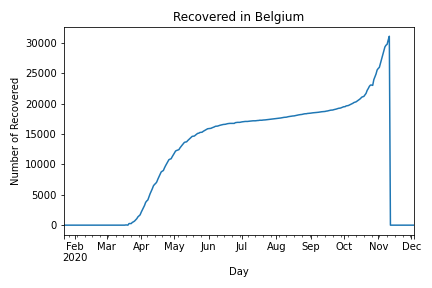 Recovered in Belgium
Number of Recovered
30000
25000
20000
15000
10000
5000
0
Feb Mar Apr May Jun Jul Aug Sep Oct Nov Dec
2020
Day